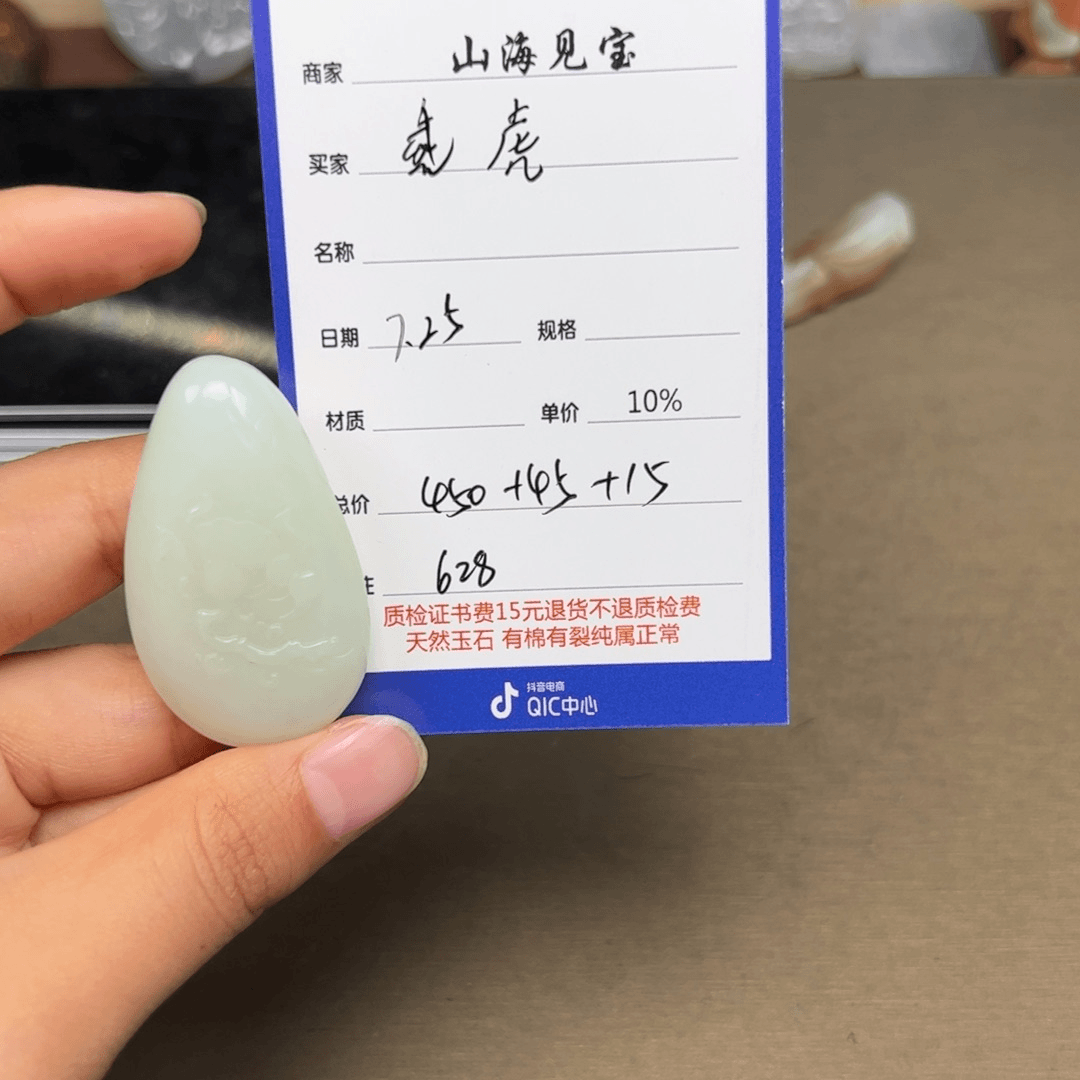 商家 山海见宝
买家 虎
名称
日期 7.25 规格
材质 单价 10%
总价 450+45+15
628
质检证书费15元退货不退质检费
天然玉石 有棉有裂纯属正常
抖音电商
QIC中心